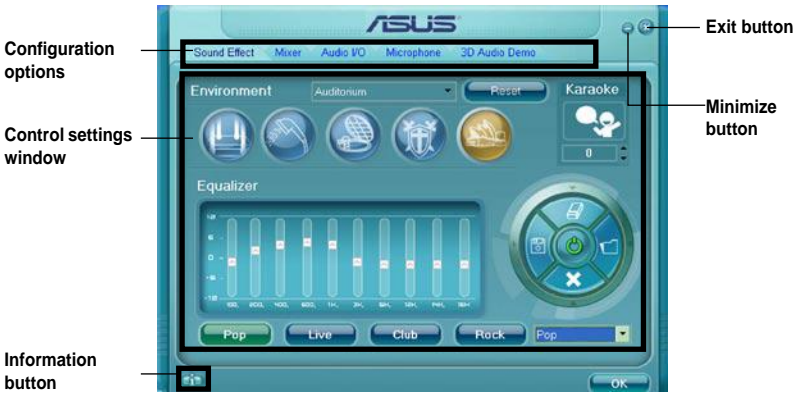 ASUS
Exit button
Configuration options
Sound Effect Mixer Audio I/O Microphone 3D Audio Demo
Minimize button
Environment Auditorium Reset Karaoke
0
Control settings window
Equalizer
Pop Live Club Rock Pop
Information button
OK